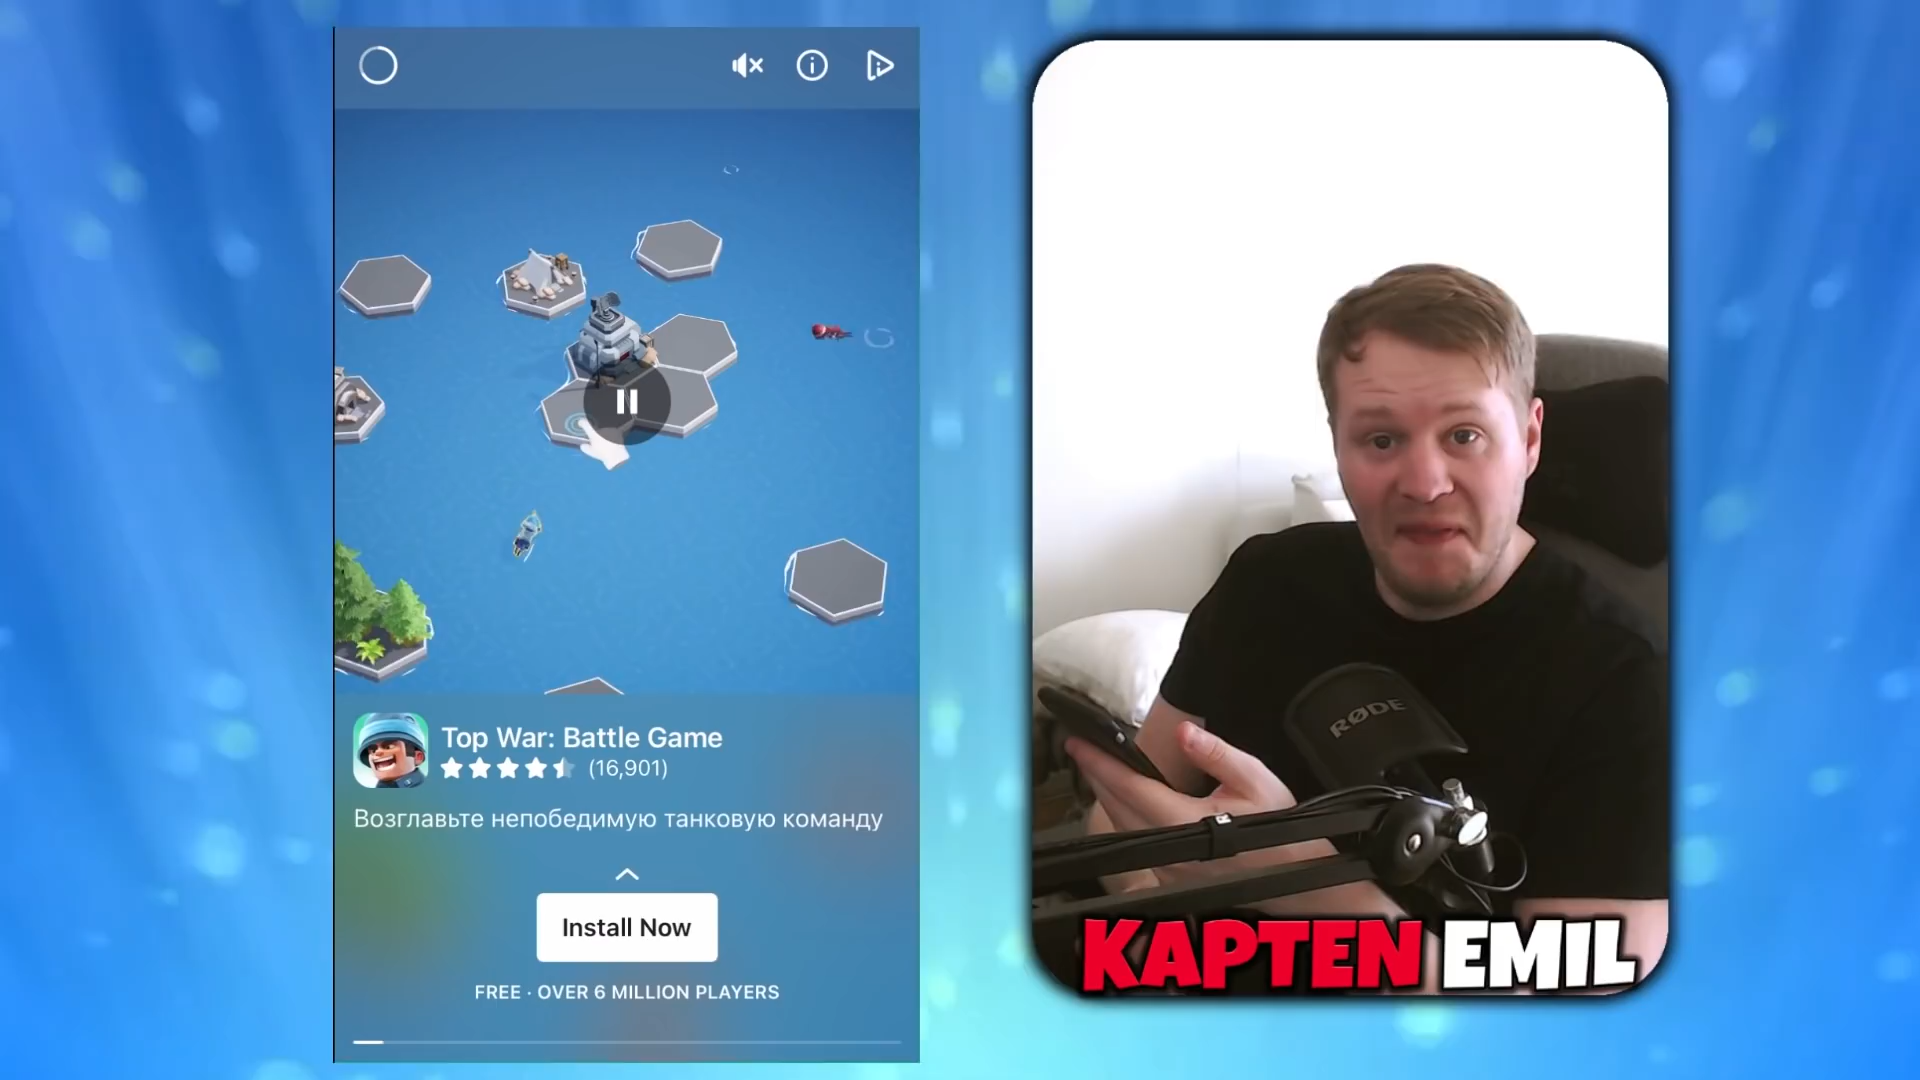 Top War: Battle Game
(16,901)
Возглавьте непобедимую танковую команду
Install Now
FREE · OVER 6 MILLION PLAYERS
RØDE
R
KAPTEN EMIL